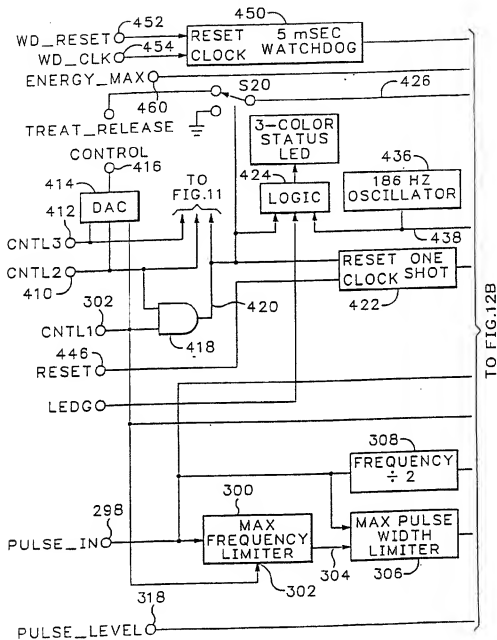 452
450
WD_RESET
RESET 5 mSEC
454
CLOCK WATCHDOG
WD_CLK
ENERGY_MAX
S20
426
460
TREAT_RELEASE
3-COLOR
STATUS
LED
CONTROL
436
416
TO
FIG.11
424
186 HZ
OSCILLATOR
414
DAC
LOGIC
412
CNTL3
438
CNTL2
RESET ONE
CLOCK SHOT
410
302
420
422
CNTL1
418
446
RESET
LEDG
TO FIG.12B
308
FREQUENCY
÷ 2
300
298
MAX
FREQUENCY
LIMITER
MAX PULSE
WIDTH
LIMITER
PULSE_IN
302
304
306
318
PULSE_LEVEL